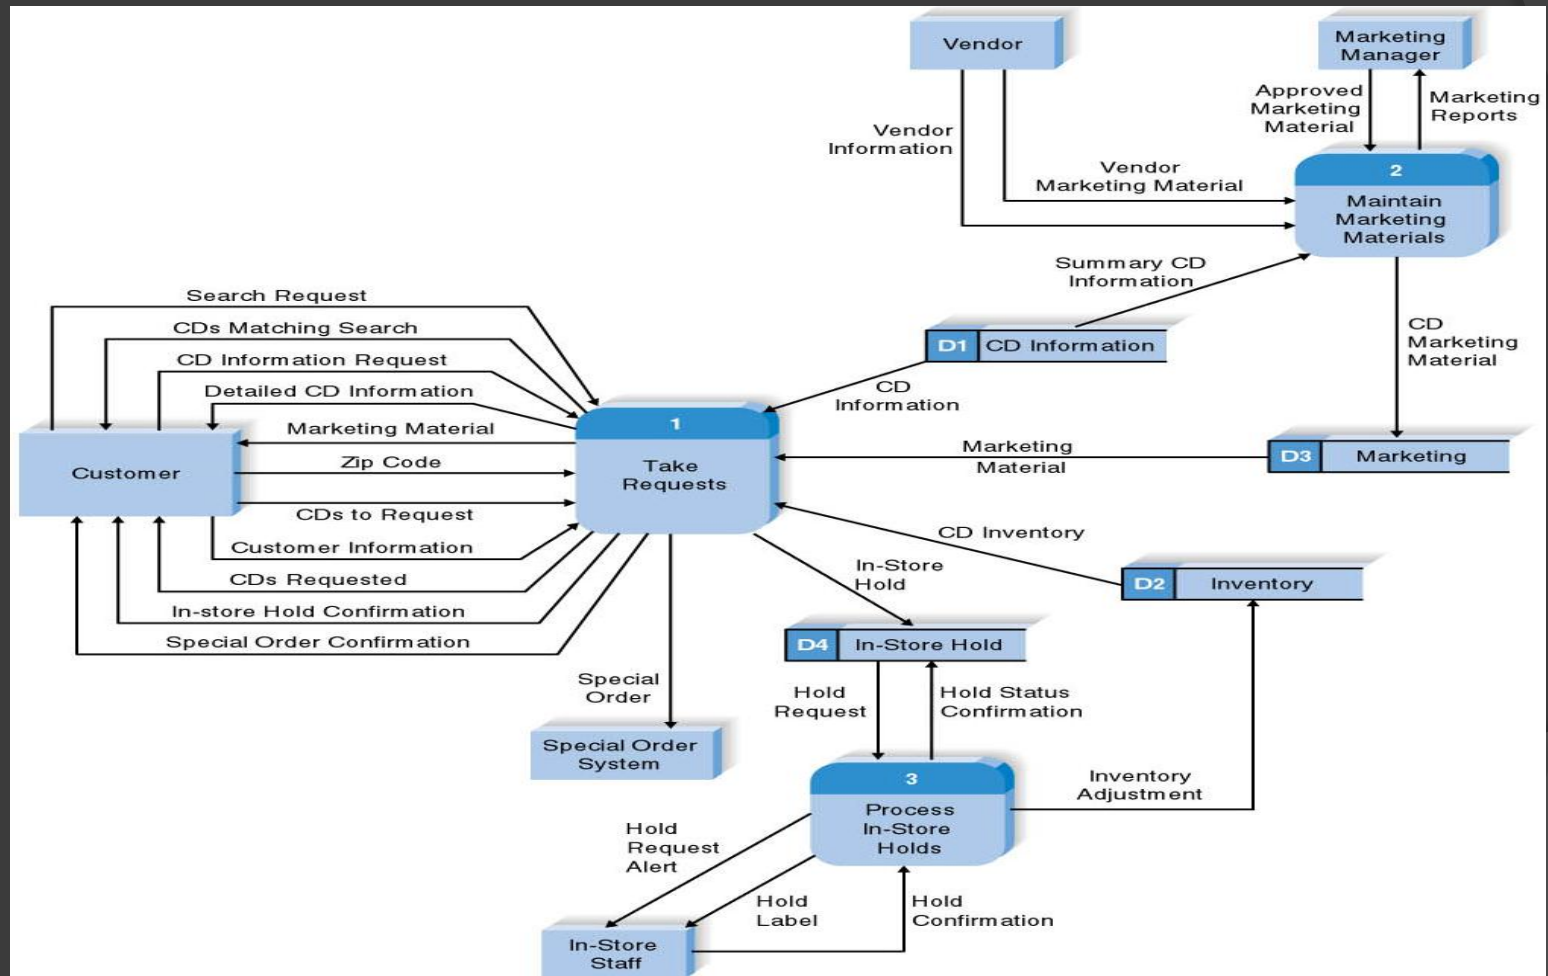 Vendor
Marketing
Manager
Approved
Marketing
Material
Marketing
Reports
Vendor
Information
Vendor
Marketing Material
2
Maintain
Marketing
Materials
Summary CD
Information
Search Request
CDs Matching Search
CD Information Request
Detailed CD Information
D1 CD Information
CD
Marketing
Material
CD
Information
1
Take
Requests
Customer
Marketing Material
Zip Code
CDs to Request
Customer Information
CDs Requested
In-store Hold Confirmation
Special Order Confirmation
Marketing
Material
D3 Marketing
CD Inventory
In-Store
Hold
D2 Inventory
D4 In-Store Hold
Special
Order
Special Order
System
Hold
Request
Hold Status
Confirmation
3
Process
In-Store
Holds
Inventory
Adjustment
Hold
Request
Alert
Hold
Label
Hold
Confirmation
In-Store
Staff